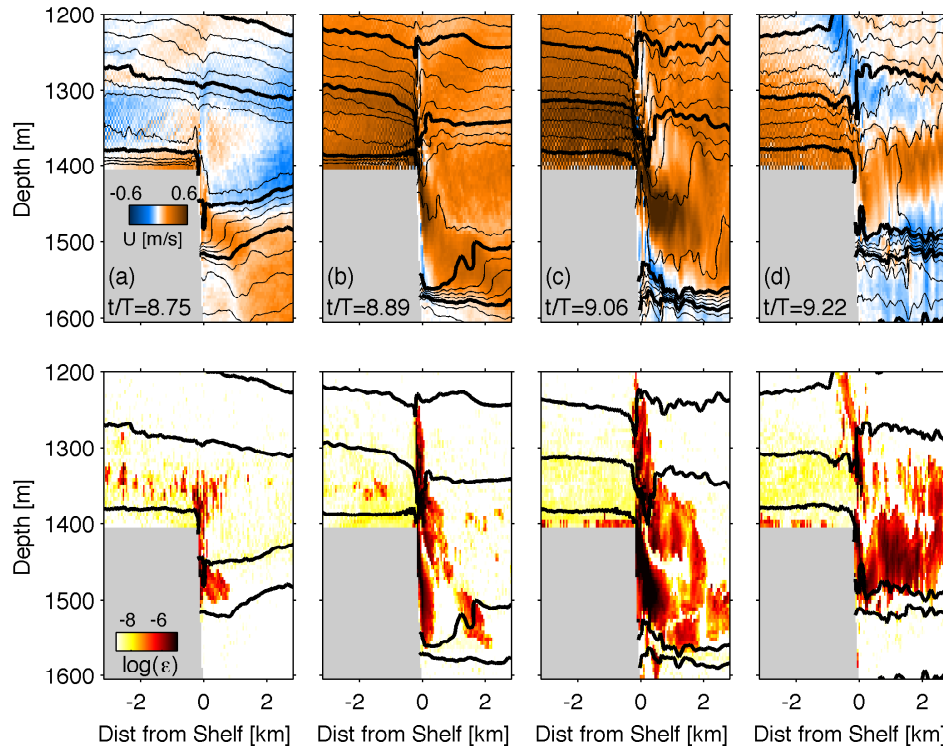 1200
1300
1400
1500
1600
Depth [m]
-0.6 0.6
U [m/s]
(a)
t/T=8.75
(b)
t/T=8.89
(c)
t/T=9.06
(d)
t/T=9.22
1200
1300
1400
1500
1600
Depth [m]
-8 -6
log(ε)
-2 0 2
-2 0 2
-2 0 2
-2 0 2
Dist from Shelf [km]
Dist from Shelf [km]
Dist from Shelf [km]
Dist from Shelf [km]